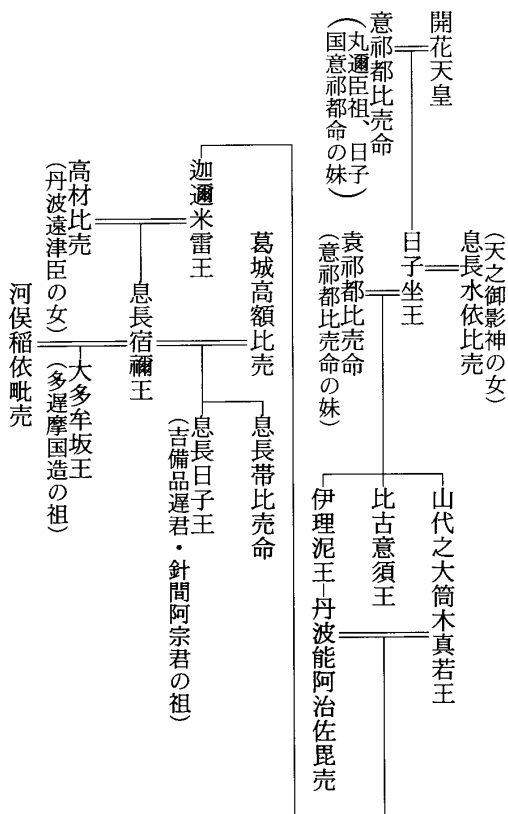 開花天皇
意祁都比売命
(丸邇臣祖、日子
国意祁都命の妹)
(天之御影神の女)
息長水依比売
日子坐王
袁祁都比売命
(意祁都比売命の妹)
山代之大筒木真若王
比古意須王
伊理泥王-丹波能阿治佐毘売
迦邇米雷王
高材比売
(丹波遠津臣の女)
葛城高額比売
息長宿禰王
河俣稲依毗売
息長帯比売命
息長日子王
(吉備品遅君・針間阿宗君の祖)
大多牟坂王
(多遅摩国造の祖)